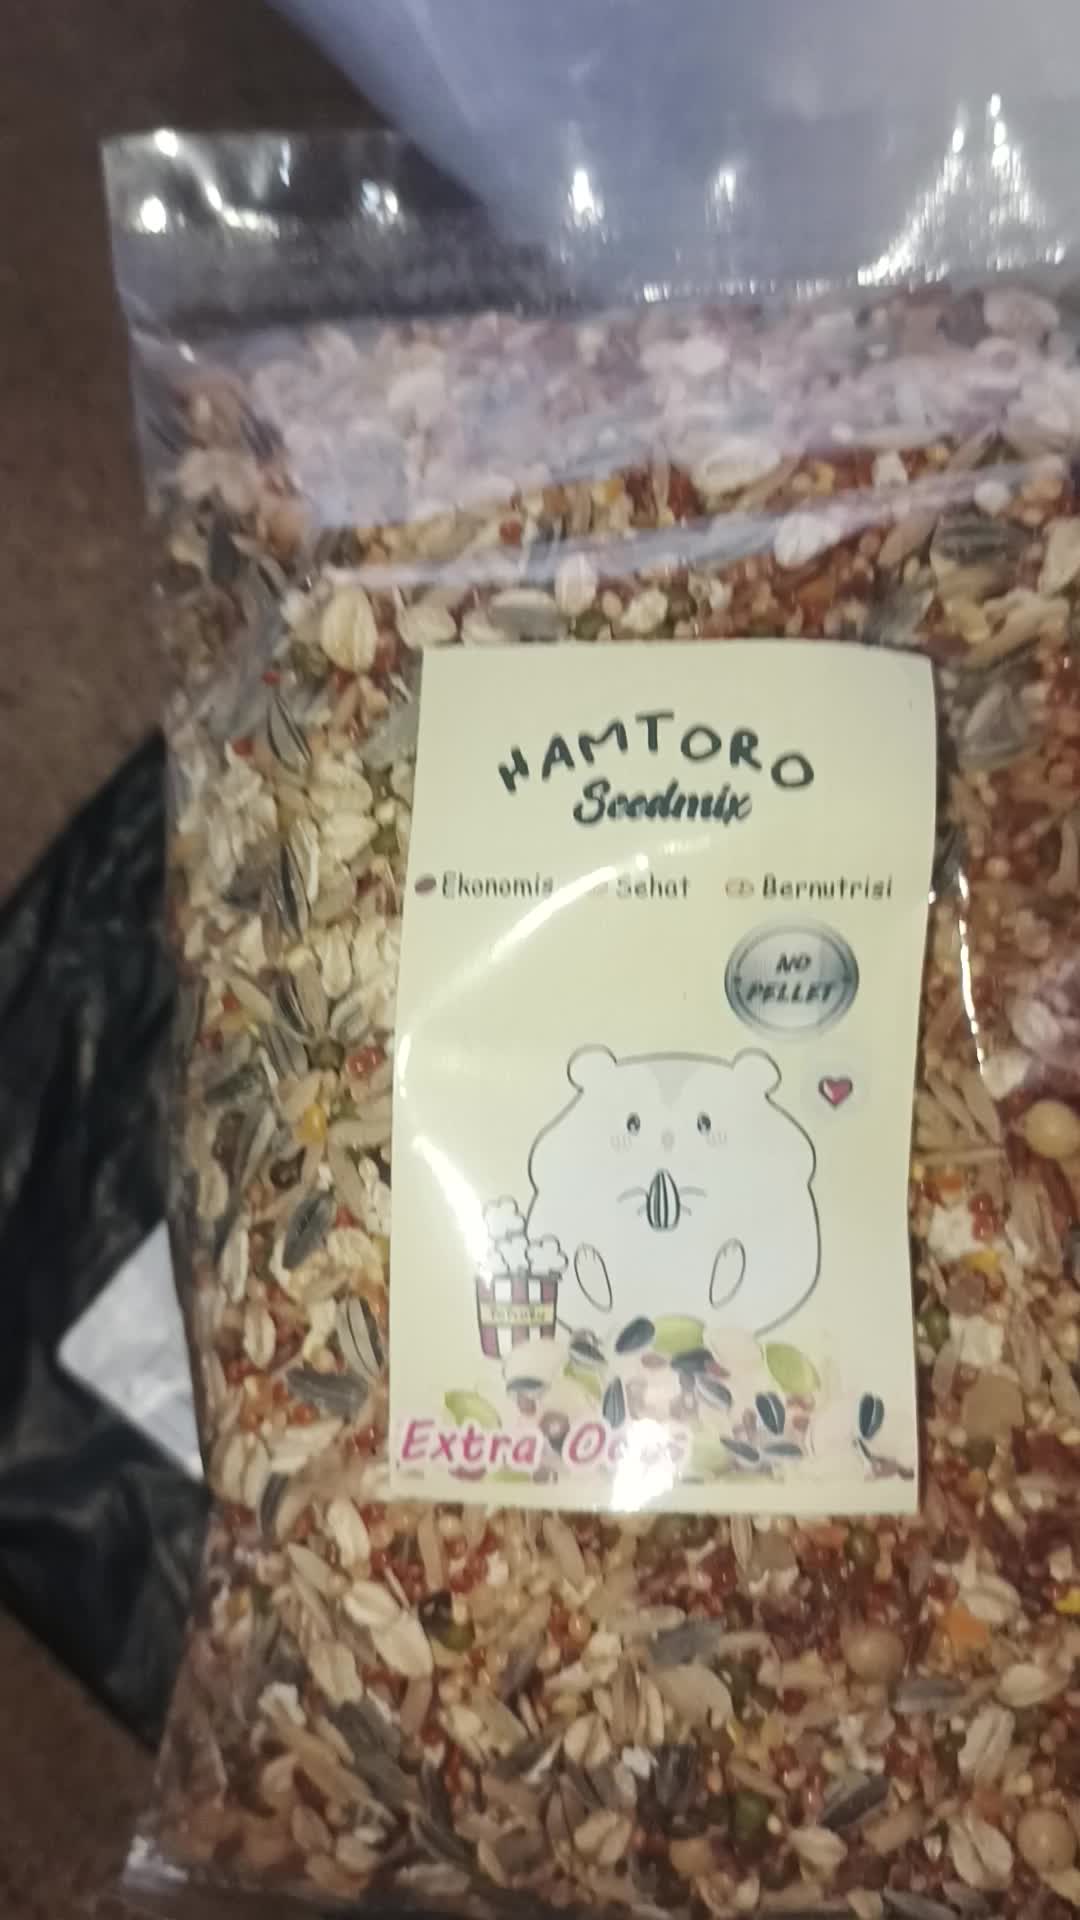 HAMTORO
Seedmix
Ekonomis Sehat Bernutrisi
NO
PELLET
Extra